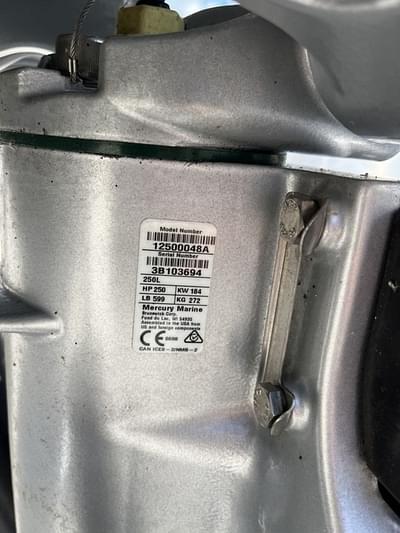 Model Number
12500048A
Serial Number
3B103694
250L
HP 250 KW 184
LB 599 KG 272
Mercury Marine
Brunswick Corp.
Fond du Lac, WI 54935
Assembled in the USA from
US and foreign components
CE
CAN ICES-2/NMB-2